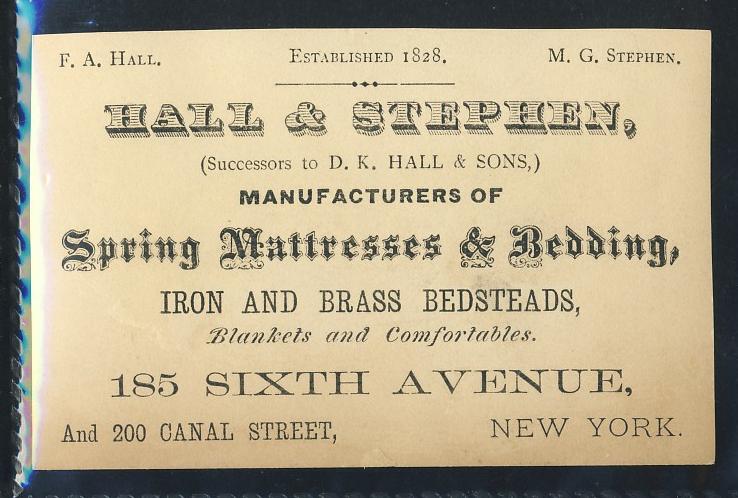 F. A. HALL. ESTABLISHED 1828. M. G. STEPHEN.
HALL & STEPHEN,
(Successors to D. K. HALL & SONS,)
MANUFACTURERS OF
Spring Mattresses & Bedding,
IRON AND BRASS BEDSTEADS,
Blankets and Comfortables.
185 SIXTH AVENUE,
And 200 CANAL STREET, NEW YORK.